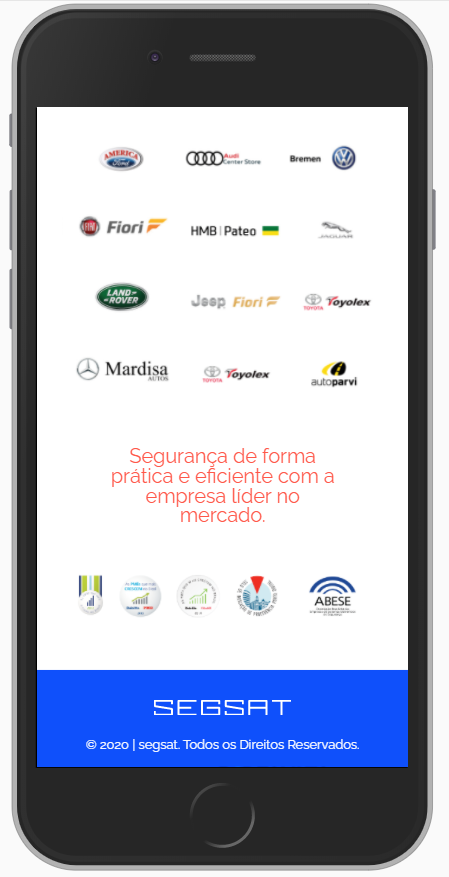 AMERICA
Ford
Audi
Center Store
Bremen
FIAT
Fiori
HMB | Pateo
JAGUAR
LAND-
-ROVER
Jeep Fiori
TOYOTA Toyolex
Mardisa
AUTOS
TOYOTA Toyolex
autoparvi
Segurança de forma
prática e eficiente com a
empresa líder no
mercado.
ABESE
SEGSAT
© 2020 | segsat. Todos os Direitos Reservados.